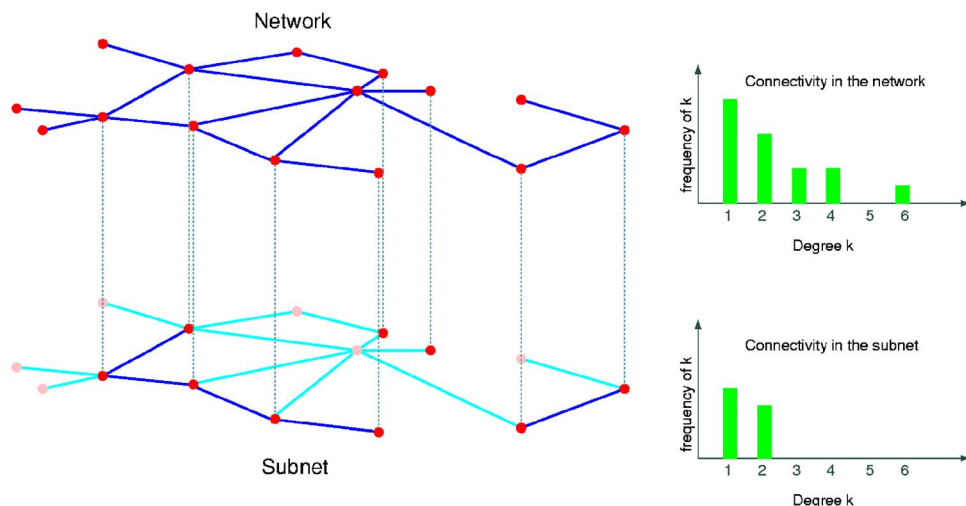 Network
Subnet
Connectivity in the network
frequency of k
1 2 3 4 5 6
Degree k
Connectivity in the subnet
frequency of k
1 2 3 4 5 6
Degree k